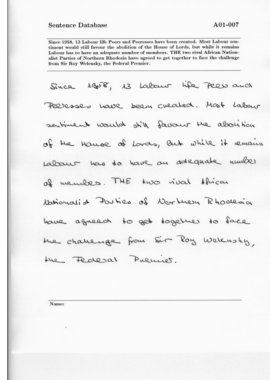 Sentence Database
A01-007
Since 1958, 13 Labour life Peers and Peeresses have been created. Most Labour sen-
timent would still favour the abolition of the House of Lords, but while it remains
Labour has to have an adequate number of members. THE two rival African Nation-
alist Parties of Northern Rhodesia have agreed to get together to face the challenge
from Sir Roy Welensky, the Federal Premier.
Since 1958, 13 Labour life Peers and
Peeresses have been created. Most Labour
sentiment would still favour the abolition
of the House of Lords, but while it remains
Labour has to have an adequate number
of members. THE two rival African
Nationalist Parties of Northern Rhodesia
have agreed to get together to face
the challenge from Sir Roy Welensky,
the Federal Premier.
Name: